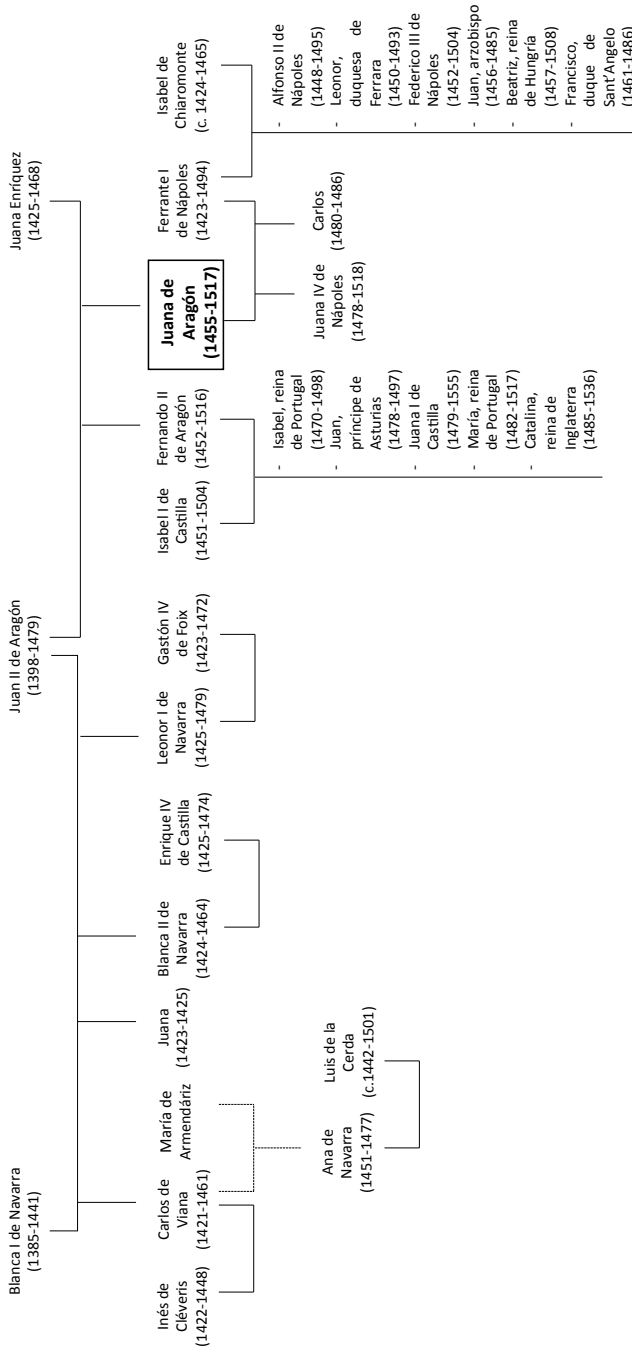 Blanca I de Navarra
(1385-1441)
Juan II de Aragón
(1398-1479)
Juana Enríquez
(1425-1468)
Inés de
Cléveris
(1422-1448)
Carlos de
Viana
(1421-1461)
María de
Armendáriz
Juana
(1423-1425)
Blanca II de
Navarra
(1424-1464)
Enrique IV
de Castilla
(1425-1474)
Leonor I de
Navarra
(1425-1479)
Gastón IV
de Foix
(1423-1472)
Isabel I de
Castilla
(1451-1504)
Fernando II
de Aragón
(1452-1516)
Juana de
Aragón
(1455-1517)
Ferrante I
de Nápoles
(1423-1494)
Isabel de
Chiaromonte
(c. 1424-1465)
Ana de
Navarra
(1451-1477)
Luis de la
Cerda
(c.1442-1501)
- Isabel, reina
de Portugal
(1470-1498)
- Juan,
príncipe de
Asturias
(1478-1497)
- Juana I de
Castilla
(1479-1555)
- María, reina
de Portugal
(1482-1517)
- Catalina,
reina de
Inglaterra
(1485-1536)
Juana IV de
Nápoles
(1478-1518)
Carlos
(1480-1486)
- Alfonso II de
Nápoles
(1448-1495)
- Leonor,
duquesa de
Ferrara
(1450-1493)
- Federico III de
Nápoles
(1452-1504)
- Juan, arzobispo
(1456-1485)
- Beatriz, reina
de Hungría
(1457-1508)
- Francisco,
duque de
Sant'Angelo
(1461-1486)